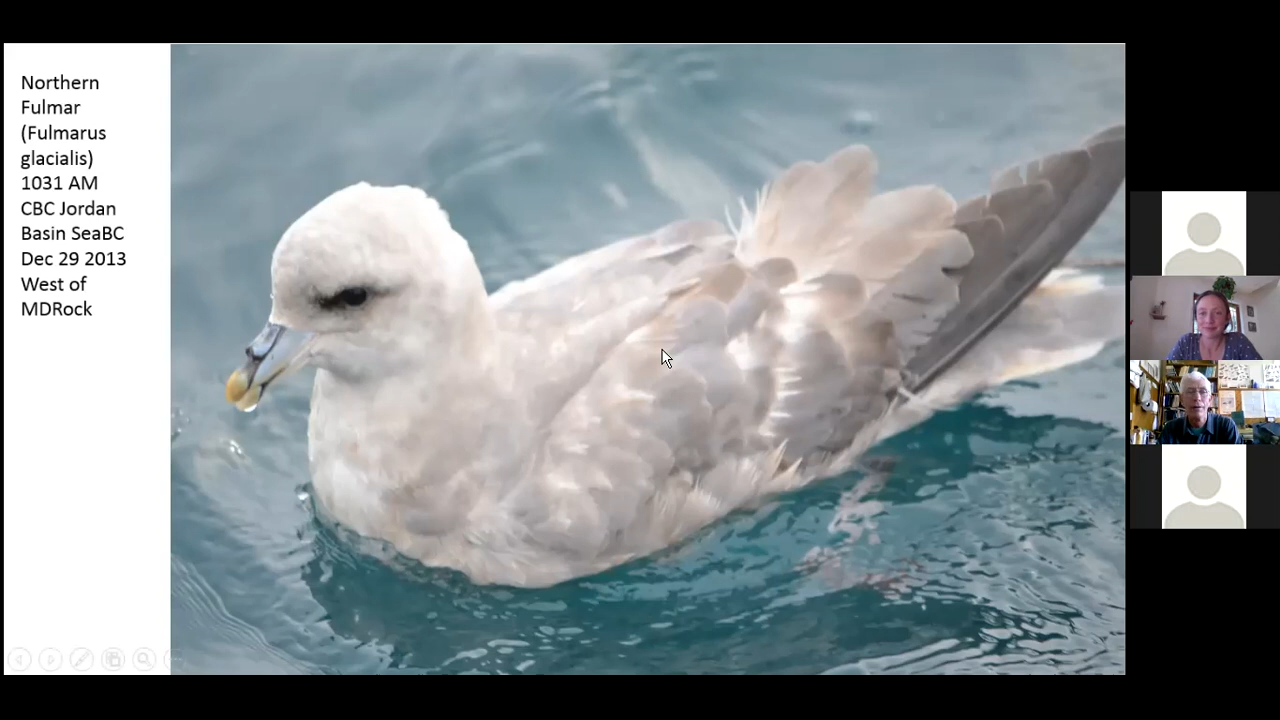 Northern
Fulmar
(Fulmarus
glacialis)
1031 AM
CBC Jordan
Basin SeaBC
Dec 29 2013
West of
MDRock